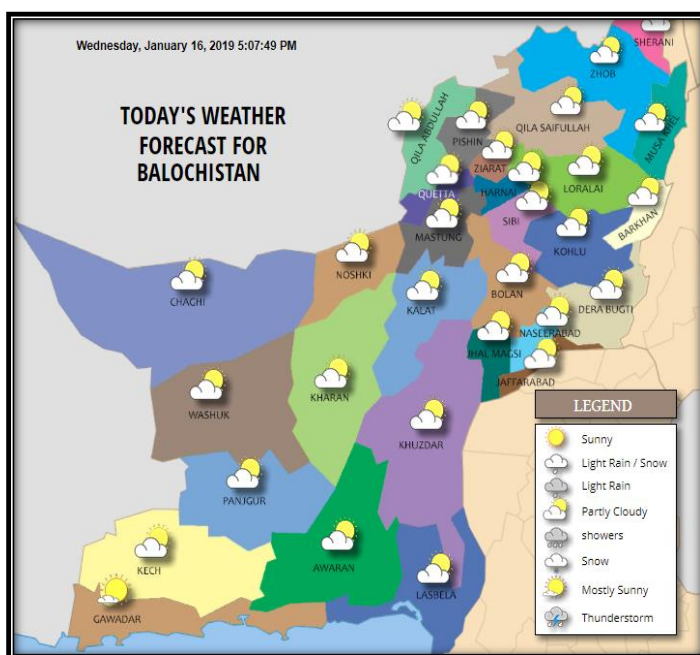 Wednesday, January 16, 2019 5:07:49 PM
TODAY'S WEATHER
FORECAST FOR
BALOCHISTAN
SHERANI
ZHOB
QILA ABDULLAH
PISHIN
QILA SAIFULLAH
MUSA KHEL
ZIARAT
QUETTA
HARNAI
LORALAI
SIBI
BARKHAN
MASTUNG
KOHLU
NOSHKI
CHAGHI
KALAT
BOLAN
DERA BUGTI
NASEERABAD
JHAL MAGSI
JAFFARABAD
KHARAN
WASHUK
KHUZDAR
PANJGUR
KECH
AWARAN
LASBELA
GAWADAR
LEGEND
Sunny
Light Rain / Snow
Light Rain
Partly Cloudy
showers
Snow
Mostly Sunny
Thunderstorm